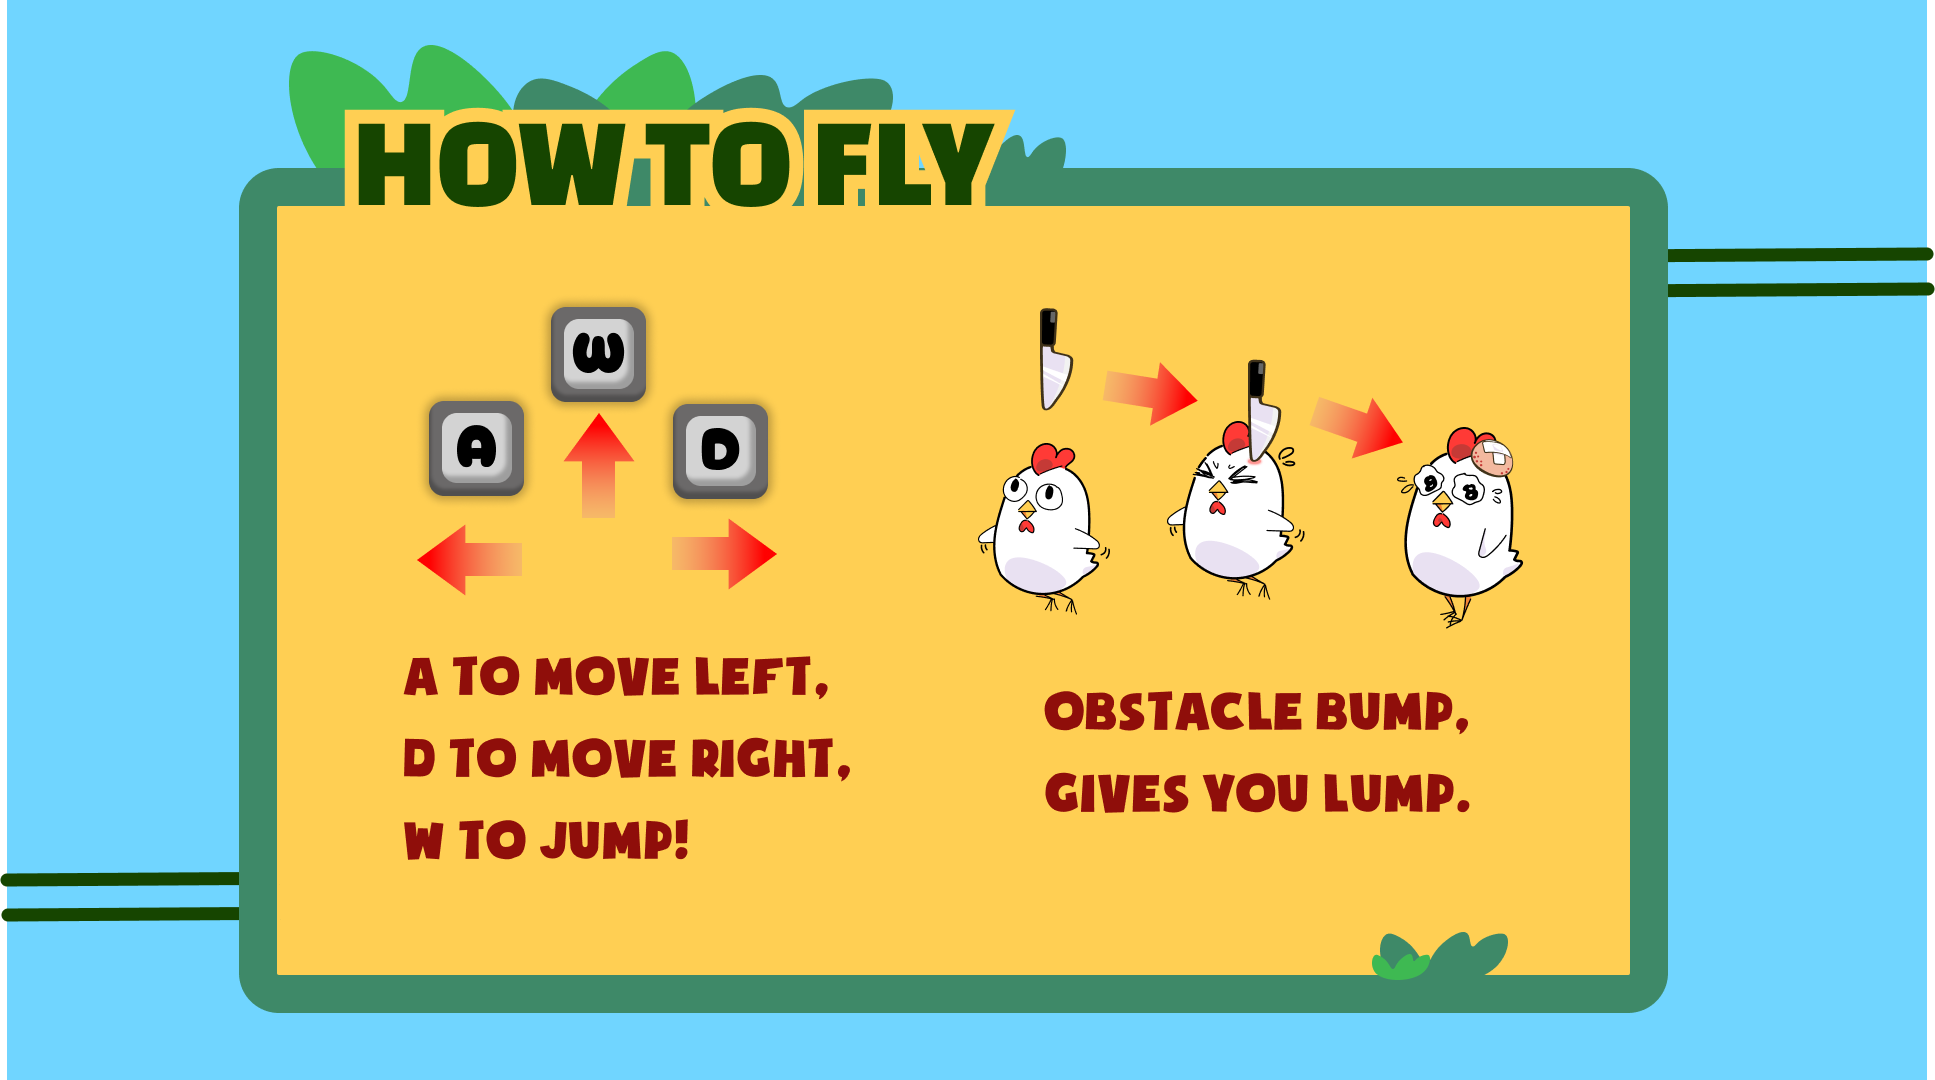 HOW TO FLY
W
A
D
A TO MOVE LEFT,
D TO MOVE RIGHT,
W TO JUMP!
OBSTACLE BUMP,
GIVES YOU LUMP.